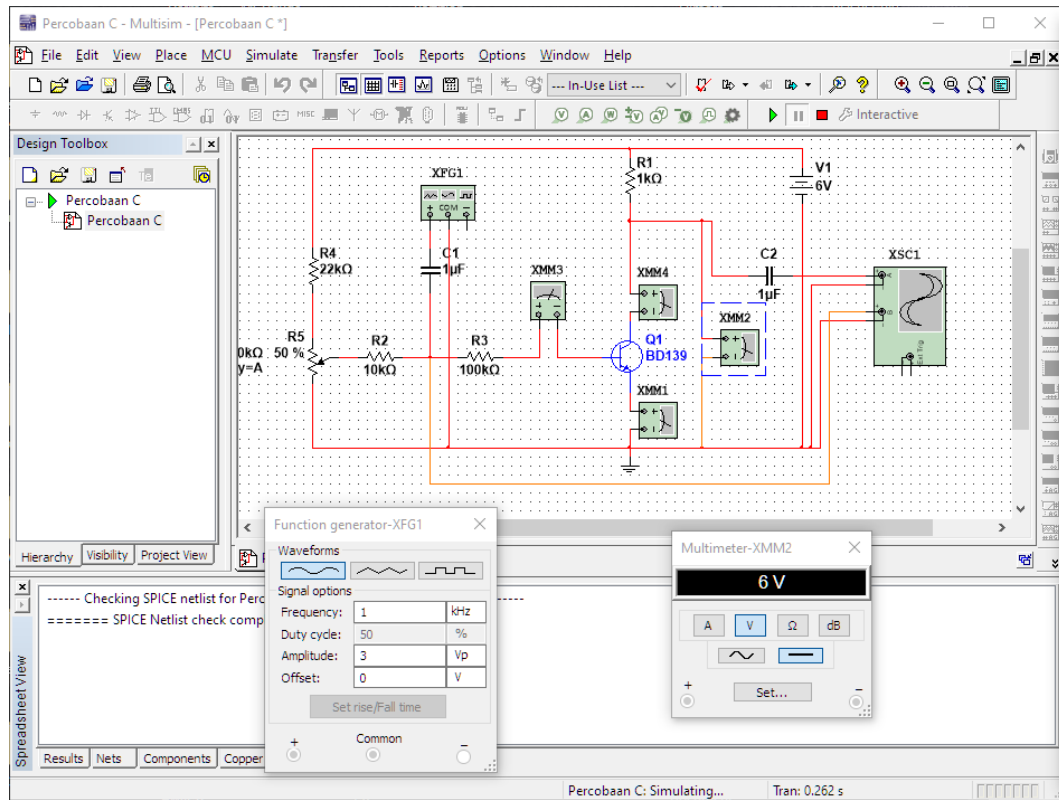 Percobaan C - Multisim - [Percobaan C *]
File Edit View Place MCU Simulate Transfer Tools Reports Options Window Help
--- In-Use List ---
MISC
Interactive
Design Toolbox
Percobaan C
Percobaan C
Hierarchy Visibility Project View
XFG1
COM
R1
1kΩ
V1
6V
R4
22kΩ
C1
1µF
XMM3
XMM4
C2
1µF
XSC1
Ext Trig
XMM2
R5
0kΩ
50 %
y=A
R2
10kΩ
R3
100kΩ
Q1
BD139
XMM1
Function generator-XFG1
Waveforms
Signal options
Frequency: 1 kHz
Duty cycle: 50 %
Amplitude: 3 Vp
Offset: 0 V
Set rise/Fall time
+ Common −
Multimeter-XMM2
6 V
A V Ω dB
+ Set... −
------ Checking SPICE netlist for Perc
======= SPICE Netlist check comp
Spreadsheet View
Results Nets Components Copper
Percobaan C: Simulating... Tran: 0.262 s